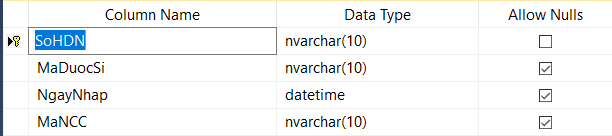 Column Name Data Type Allow Nulls
SoHDN nvarchar(10)
MaDuocSi nvarchar(10)
NgayNhap datetime
MaNCC nvarchar(10)